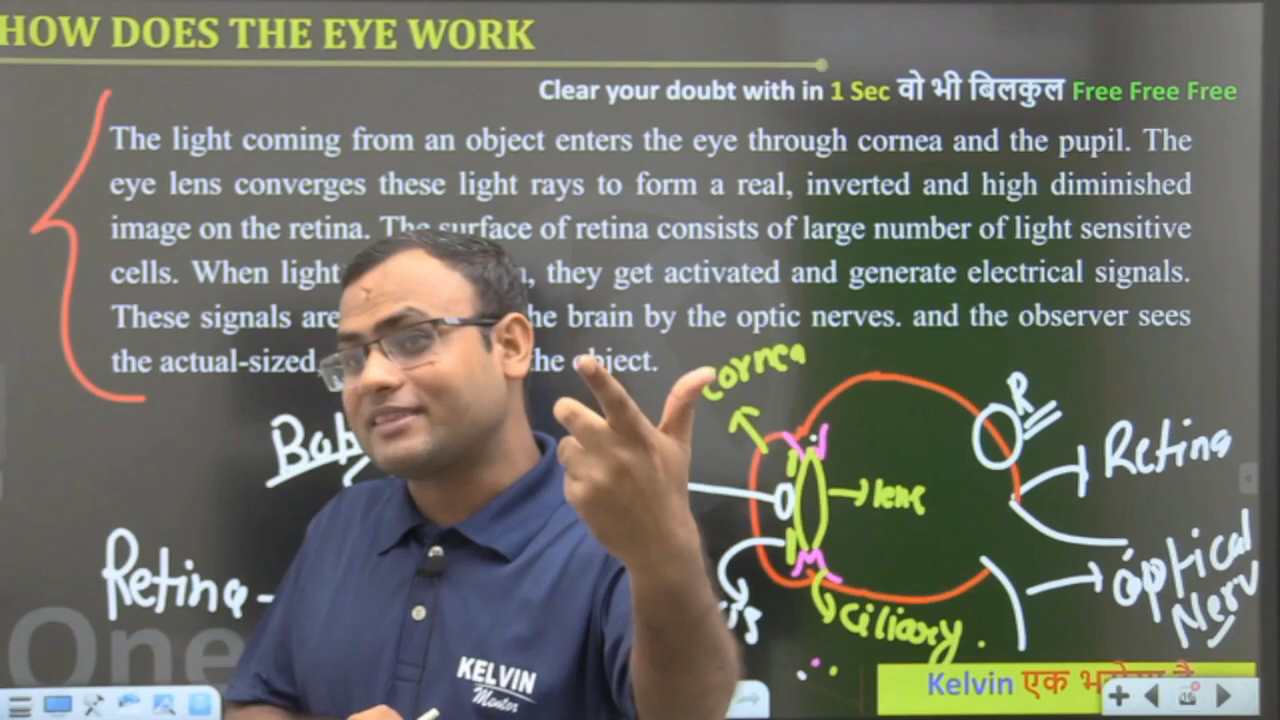 HOW DOES THE EYE WORK
Clear your doubt with in 1 Sec वो भी बिलकुल Free Free Free
The light coming from an object enters the eye through cornea and the pupil. The
eye lens converges these light rays to form a real, inverted and high diminished
image on the retina. The surface of retina consists of large number of light sensitive
cells. When light they get activated and generate electrical signals.
These signals are the brain by the optic nerves. and the observer sees
the actual-sized the object.
cornea
R
Retina
lens
Retina -
optical
Nerv
ciliary.
One
KELVIN
Mentor
Kelvin एक
16